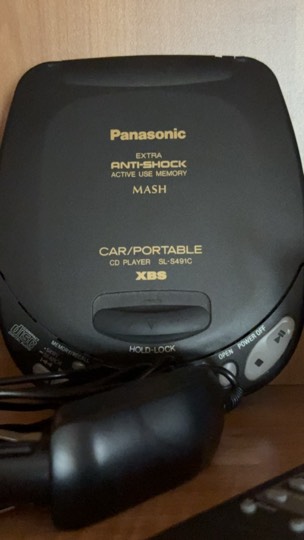 Panasonic
EXTRA
ANTI-SHOCK
ACTIVE USE MEMORY
MASH
CAR/PORTABLE
CD PLAYER SL-S491C
XBS
HOLD-LOCK
OPEN
POWER OFF
MEMORY